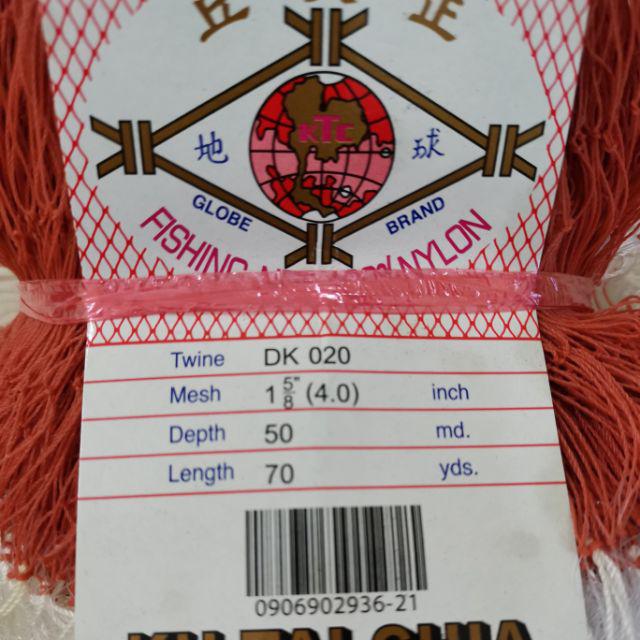 正
KTC
地 球
GLOBE BRAND
FISHING NYLON
Twine DK 020
Mesh 1 5/8" (4.0) inch
Depth 50 md.
Length 70 yds.
0906902936-21